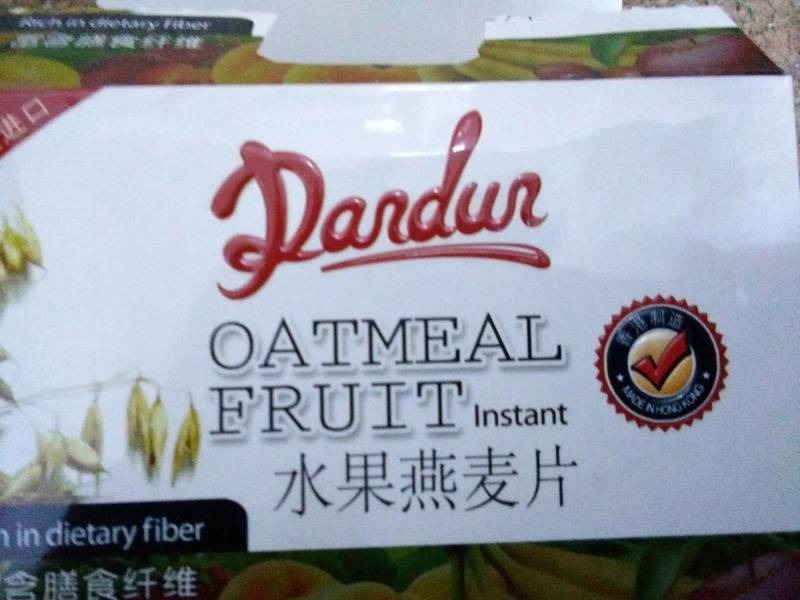 Rich in dietary fiber
富含膳食纤维
进口
Dandun
OATMEAL
FRUIT Instant
水果燕麦片
香港制造
MADE IN HONG KONG
in dietary fiber
含膳食纤维